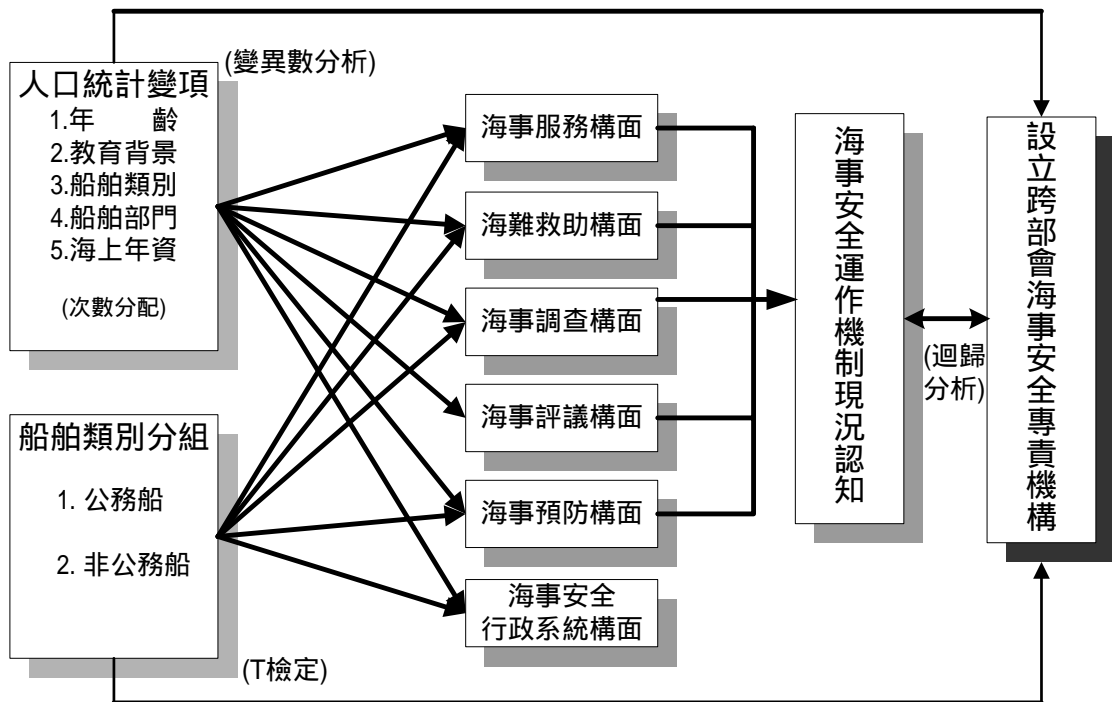 (變異數分析)
人口統計變項
1.年 齡
2.教育背景
3.船舶類別
4.船舶部門
5.海上年資
(次數分配)
船舶類別分組
1. 公務船
2. 非公務船
(T檢定)
海事服務構面
海難救助構面
海事調查構面
海事評議構面
海事預防構面
海事安全
行政系統構面
海事安全運作機制現況認知
(迴歸
分析)
設立跨部會海事安全專責機構